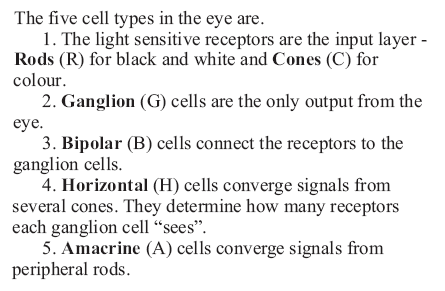 The five cell types in the eye are.
1. The light sensitive receptors are the input layer -
Rods (R) for black and white and Cones (C) for
colour.
2. Ganglion (G) cells are the only output from the
eye.
3. Bipolar (B) cells connect the receptors to the
ganglion cells.
4. Horizontal (H) cells converge signals from
several cones. They determine how many receptors
each ganglion cell “sees”.
5. Amacrine (A) cells converge signals from
peripheral rods.